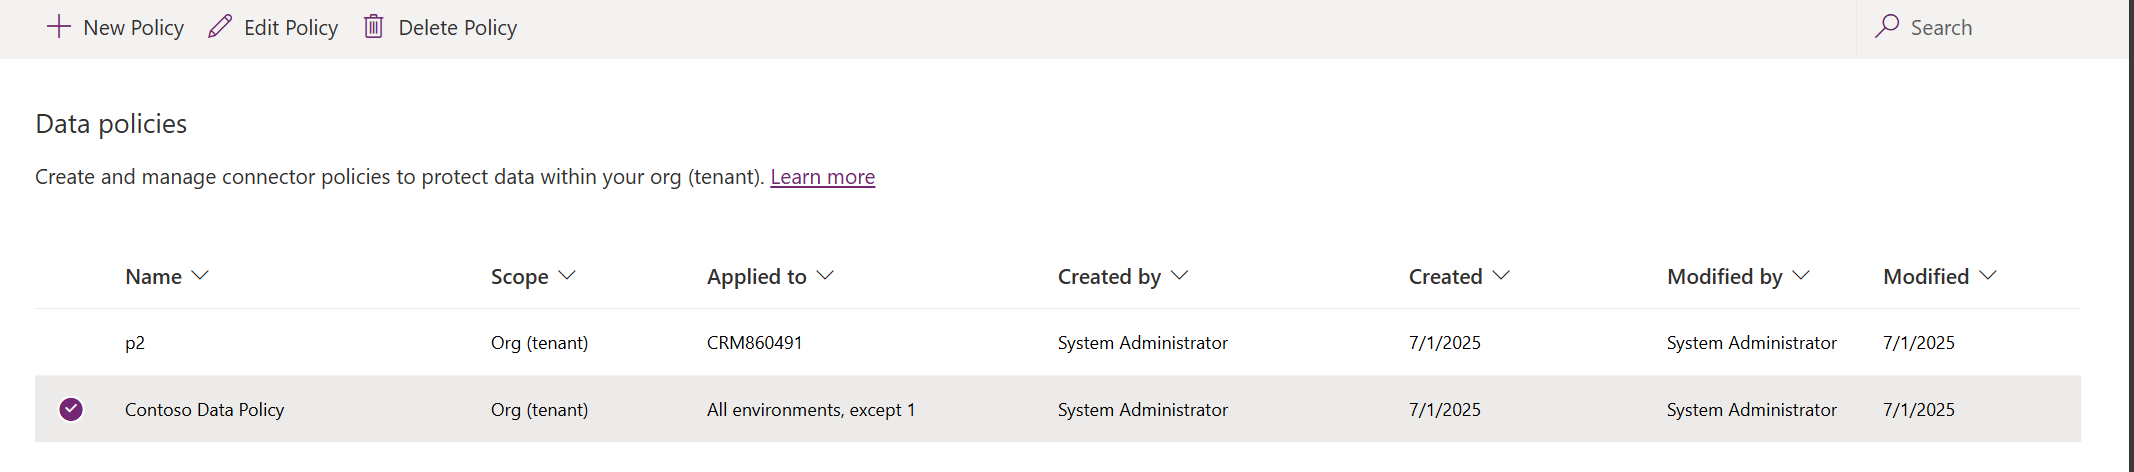 New Policy Edit Policy Delete Policy Search
Data policies
Create and manage connector policies to protect data within your org (tenant). Learn more
Name Scope Applied to Created by Created Modified by Modified
p2 Org (tenant) CRM860491 System Administrator 7/1/2025 System Administrator 7/1/2025
Contoso Data Policy Org (tenant) All environments, except 1 System Administrator 7/1/2025 System Administrator 7/1/2025